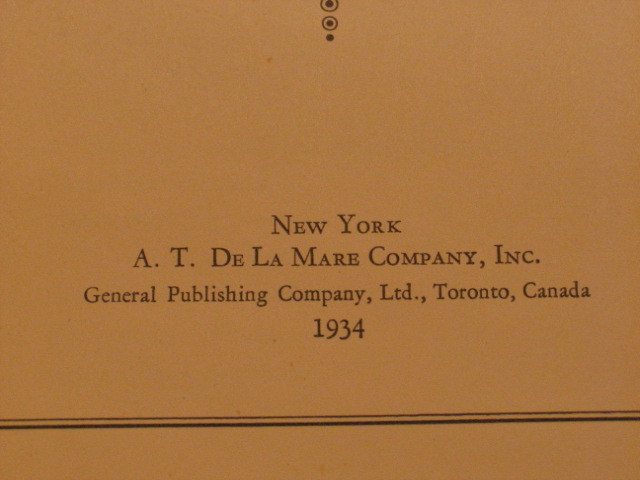 New York
A. T. De La Mare Company, Inc.
General Publishing Company, Ltd., Toronto, Canada
1934